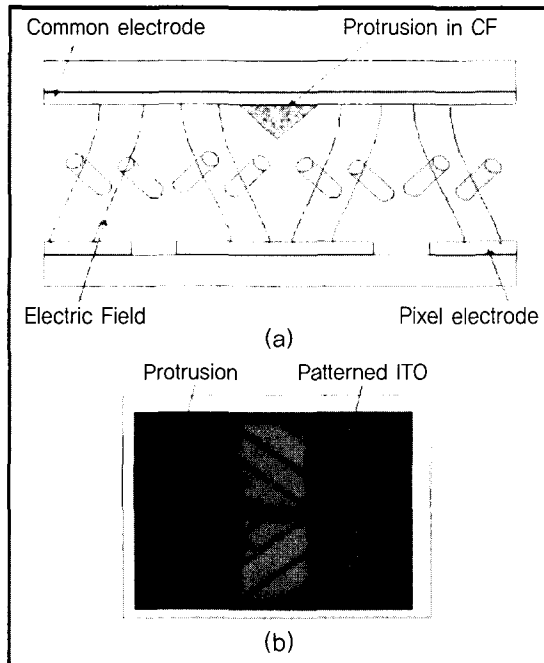 Common electrode
Protrusion in CF
Electric Field
Pixel electrode
(a)
Protrusion
Patterned ITO
(b)